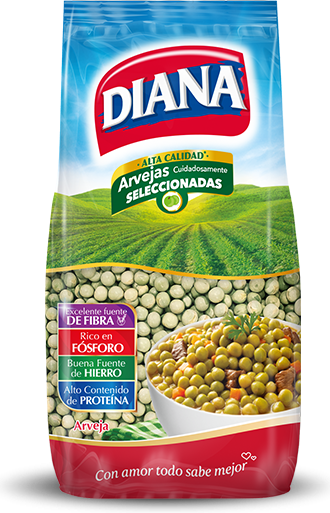 DIANA
ALTA CALIDAD
Arvejas Cuidadosamente
SELECCIONADAS
Excelente fuente
DE FIBRA
Rico en
FÓSFORO
Buena Fuente
de HIERRO
Alto Contenido
de PROTEÍNA
Arveja
Con amor todo sabe mejor